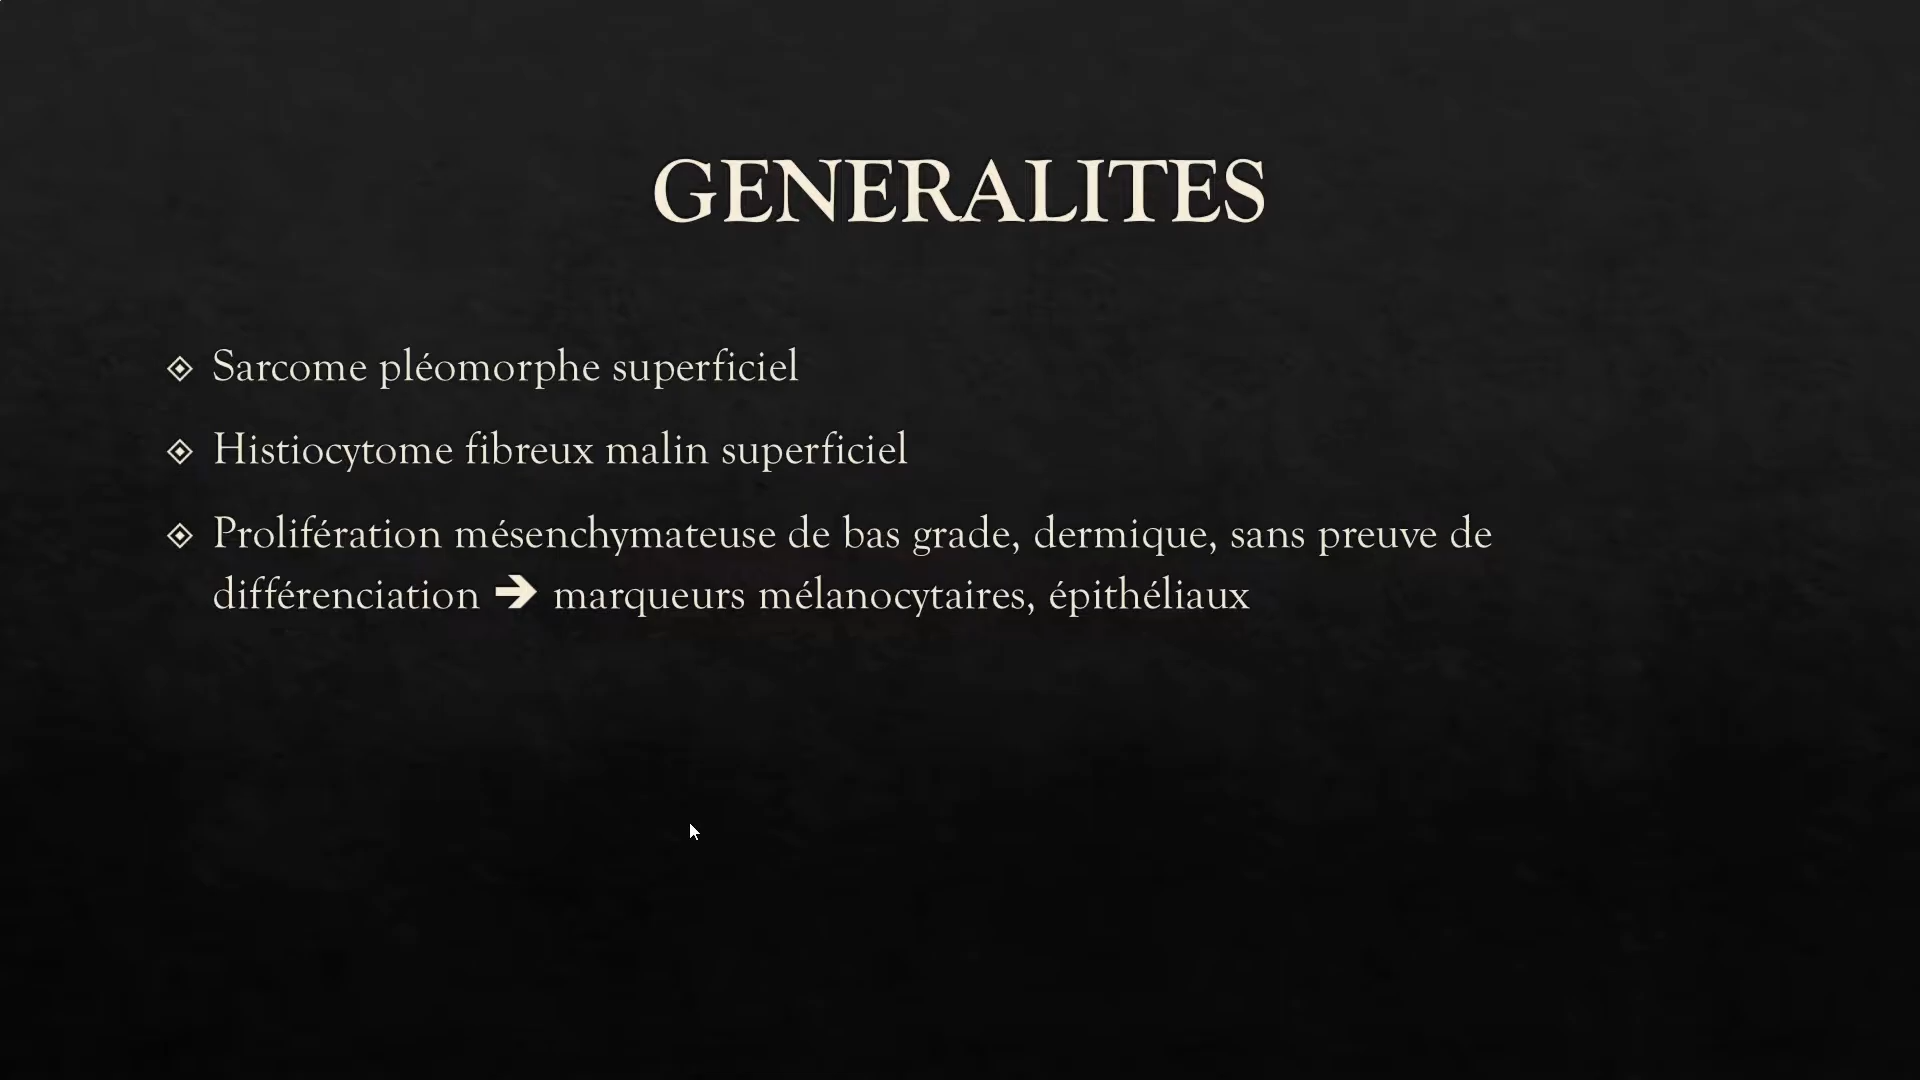 GENERALITES
Sarcome pléomorphe superficiel
Histiocytome fibreux malin superficiel
Prolifération mésenchymateuse de bas grade, dermique, sans preuve de
différenciation ➔ marqueurs mélanocytaires, épithéliaux